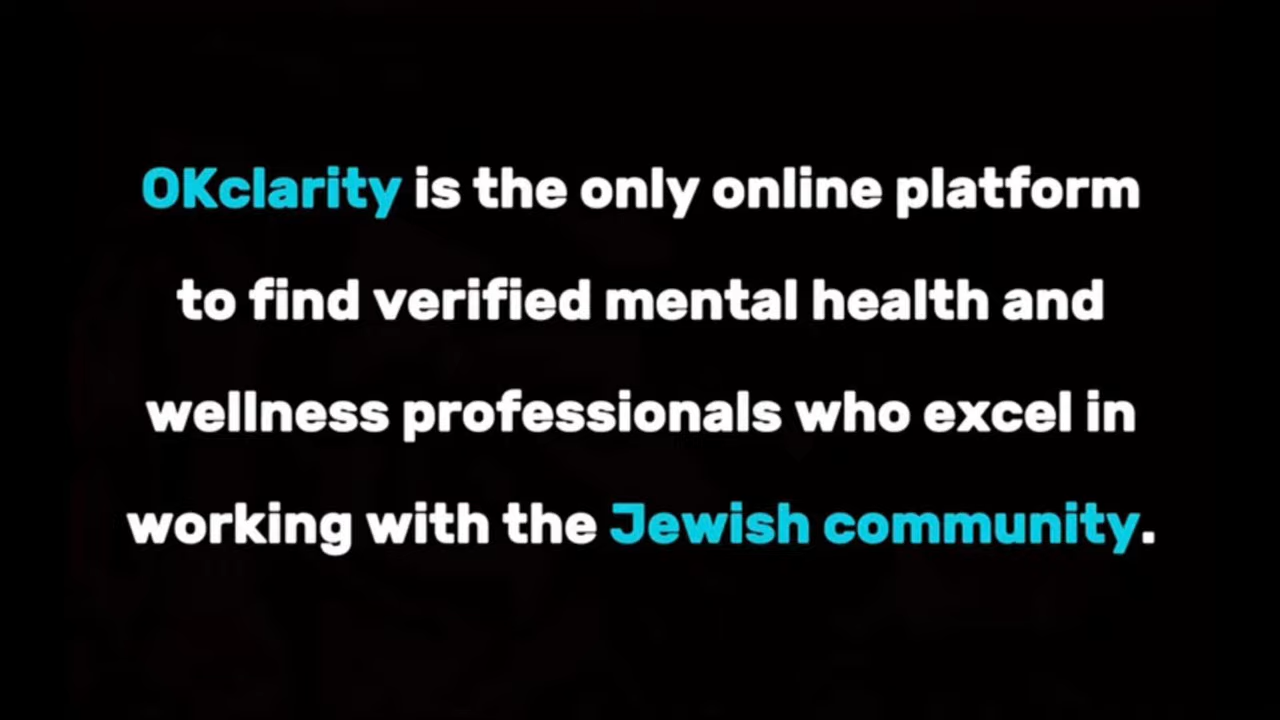 OKclarity is the only online platform
to find verified mental health and
wellness professionals who excel in
working with the Jewish community.